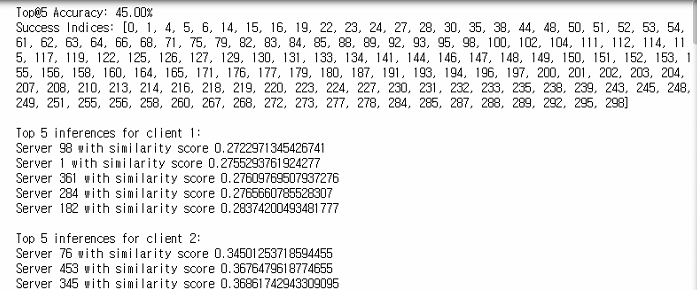 Top@5 Accuracy: 45.00%
Success Indices: [0, 1, 4, 5, 6, 14, 15, 16, 19, 22, 23, 24, 27, 28, 30, 35, 38, 44, 48, 50, 51, 52, 53, 54,
61, 62, 63, 64, 66, 68, 71, 75, 79, 82, 83, 84, 85, 88, 89, 92, 93, 95, 98, 100, 102, 104, 111, 112, 114, 11
5, 117, 119, 122, 125, 126, 127, 129, 130, 131, 133, 134, 141, 144, 146, 147, 148, 149, 150, 151, 152, 153, 1
55, 156, 158, 160, 164, 165, 171, 176, 177, 179, 180, 187, 191, 193, 194, 196, 197, 200, 201, 202, 203, 204,
207, 208, 210, 213, 214, 216, 218, 219, 220, 223, 224, 227, 230, 231, 232, 233, 235, 238, 239, 243, 245, 248,
249, 251, 255, 256, 258, 260, 267, 268, 272, 273, 277, 278, 284, 285, 287, 288, 289, 292, 295, 298]
Top 5 inferences for client 1:
Server 98 with similarity score 0.2722971345426741
Server 1 with similarity score 0.2755293761924277
Server 361 with similarity score 0.27609769507937276
Server 284 with similarity score 0.2765660785528307
Server 182 with similarity score 0.28374200493481777
Top 5 inferences for client 2:
Server 76 with similarity score 0.34501253718594455
Server 453 with similarity score 0.3676479618774655
Server 345 with similarity score 0.36861742943309095